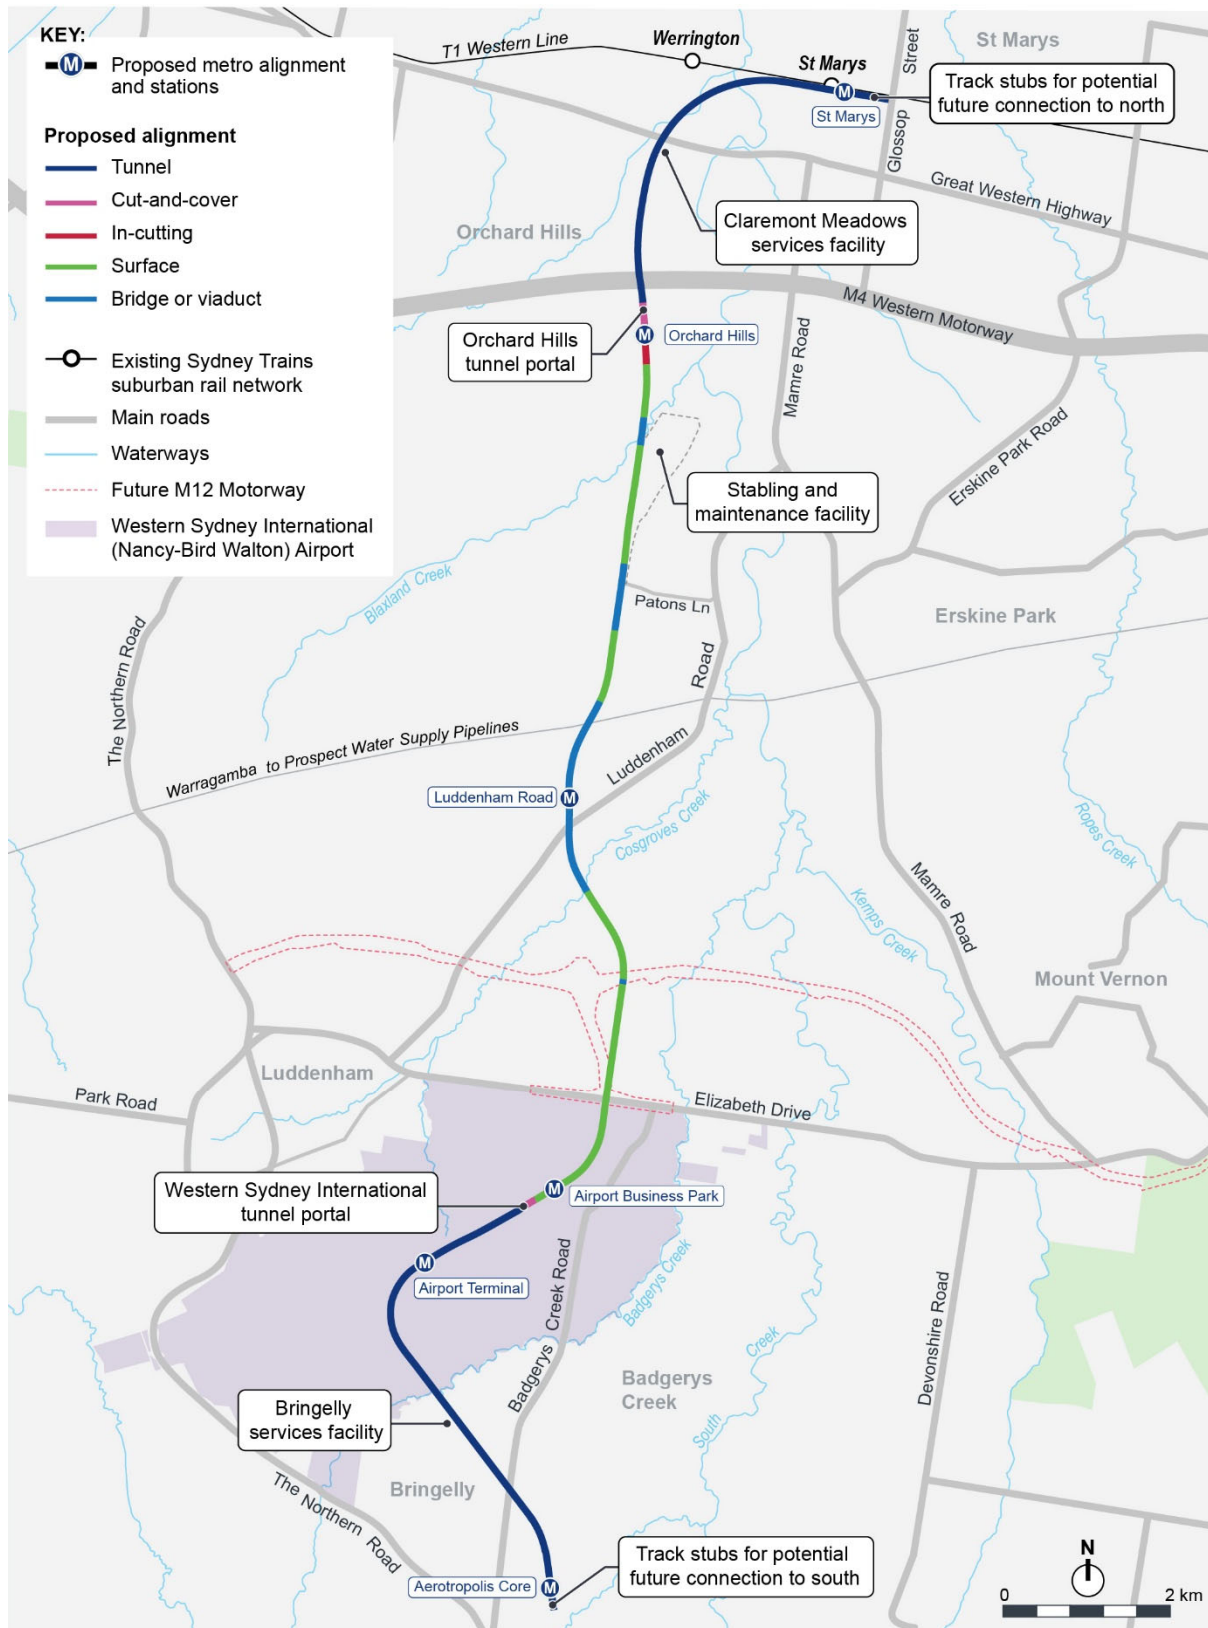 KEY:
M
Proposed metro alignment
and stations
Proposed alignment
Tunnel
Cut-and-cover
In-cutting
Surface
Bridge or viaduct
Existing Sydney Trains
suburban rail network
Main roads
Waterways
Future M12 Motorway
Western Sydney International
(Nancy-Bird Walton) Airport
T1 Western Line
Werrington
St Marys
Street
St Marys
Track stubs for potential
future connection to north
M
St Marys
Glossop
Great Western Highway
Claremont Meadows
services facility
Orchard Hills
M4 Western Motorway
Orchard Hills
tunnel portal
M
Orchard Hills
Mamre Road
Erskine Park Road
Stabling and
maintenance facility
Blaxland Creek
Patons Ln
Erskine Park
The Northern Road
Road
Warragamba to Prospect Water Supply Pipelines
Luddenham
Luddenham Road
M
Cosgroves Creek
Ropes Creek
Kemps Creek
Mamre Road
Mount Vernon
Luddenham
Park Road
Elizabeth Drive
Western Sydney International
tunnel portal
M
Airport Business Park
M
Airport Terminal
Badgerys Creek
Creek Road
Badgerys
Devonshire Road
Badgerys
Creek
Creek
South
Bringelly
services facility
Bringelly
The Northern Road
Track stubs for potential
future connection to south
Aerotropolis Core
M
N
0
2 km